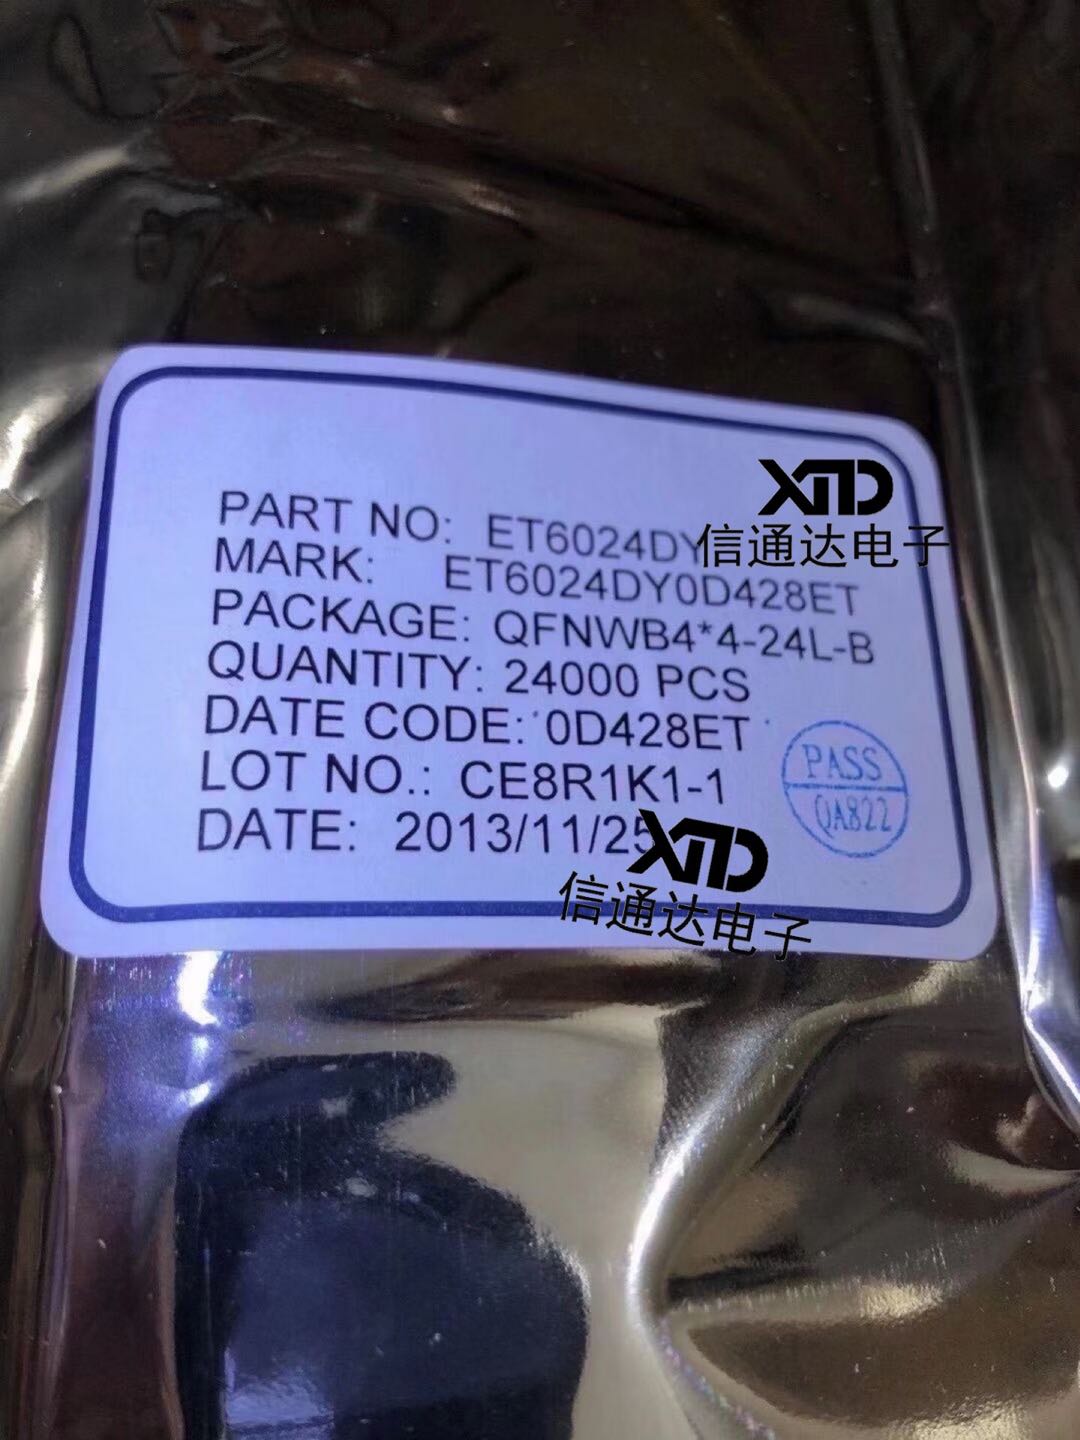 XTD
信通达电子
PART NO: ET6024DY
MARK: ET6024DY0D428ET
PACKAGE: QFNWB4*4-24L-B
QUANTITY: 24000 PCS
DATE CODE: 0D428ET
LOT NO.: CE8R1K1-1
DATE: 2013/11/25
PASS
QA822
XTD
信通达电子